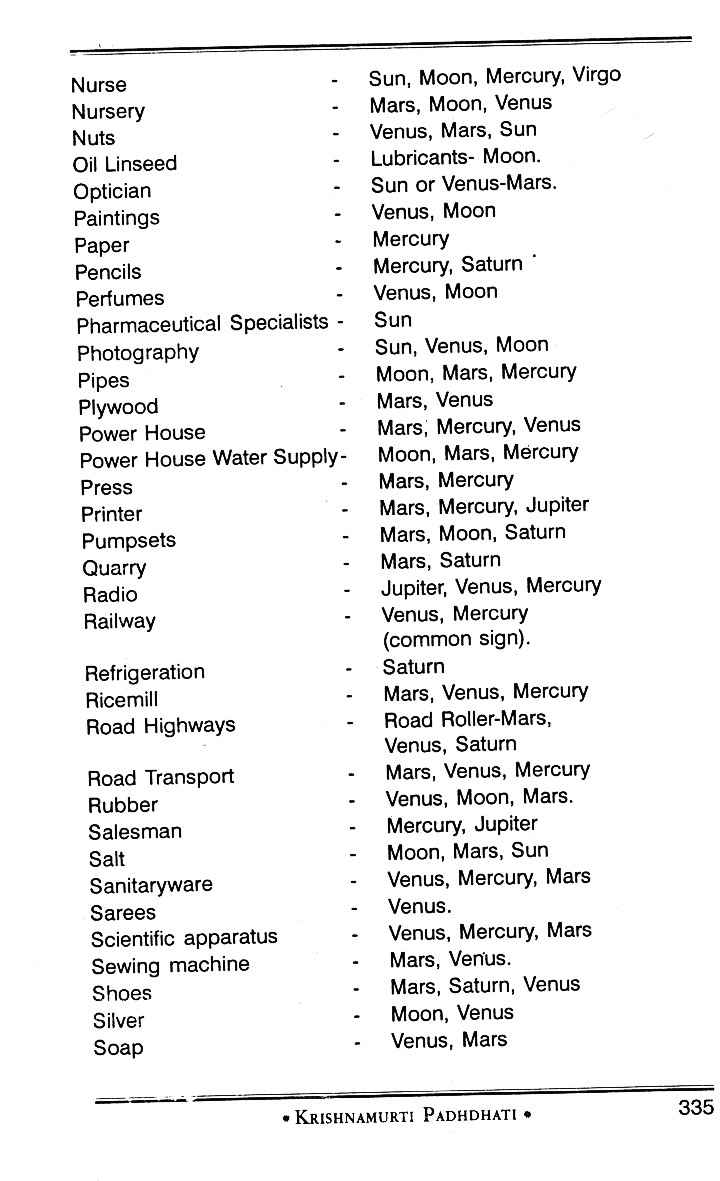 Nurse - Sun, Moon, Mercury, Virgo
Nursery - Mars, Moon, Venus
Nuts - Venus, Mars, Sun
Oil Linseed - Lubricants- Moon.
Optician - Sun or Venus-Mars.
Paintings - Venus, Moon
Paper - Mercury
Pencils - Mercury, Saturn
Perfumes - Venus, Moon
Pharmaceutical Specialists - Sun
Photography - Sun, Venus, Moon
Pipes - Moon, Mars, Mercury
Plywood - Mars, Venus
Power House - Mars, Mercury, Venus
Power House Water Supply- Moon, Mars, Mercury
Press - Mars, Mercury
Printer - Mars, Mercury, Jupiter
Pumpsets - Mars, Moon, Saturn
Quarry - Mars, Saturn
Radio - Jupiter, Venus, Mercury
Railway - Venus, Mercury
(common sign).
Refrigeration - Saturn
Ricemill - Mars, Venus, Mercury
Road Highways - Road Roller-Mars,
Venus, Saturn
Road Transport - Mars, Venus, Mercury
Rubber - Venus, Moon, Mars.
Salesman - Mercury, Jupiter
Salt - Moon, Mars, Sun
Sanitaryware - Venus, Mercury, Mars
Sarees - Venus.
Scientific apparatus - Venus, Mercury, Mars
Sewing machine - Mars, Venus.
Shoes - Mars, Saturn, Venus
Silver - Moon, Venus
Soap - Venus, Mars
• KRISHNAMURTI PADHDHATI • 335